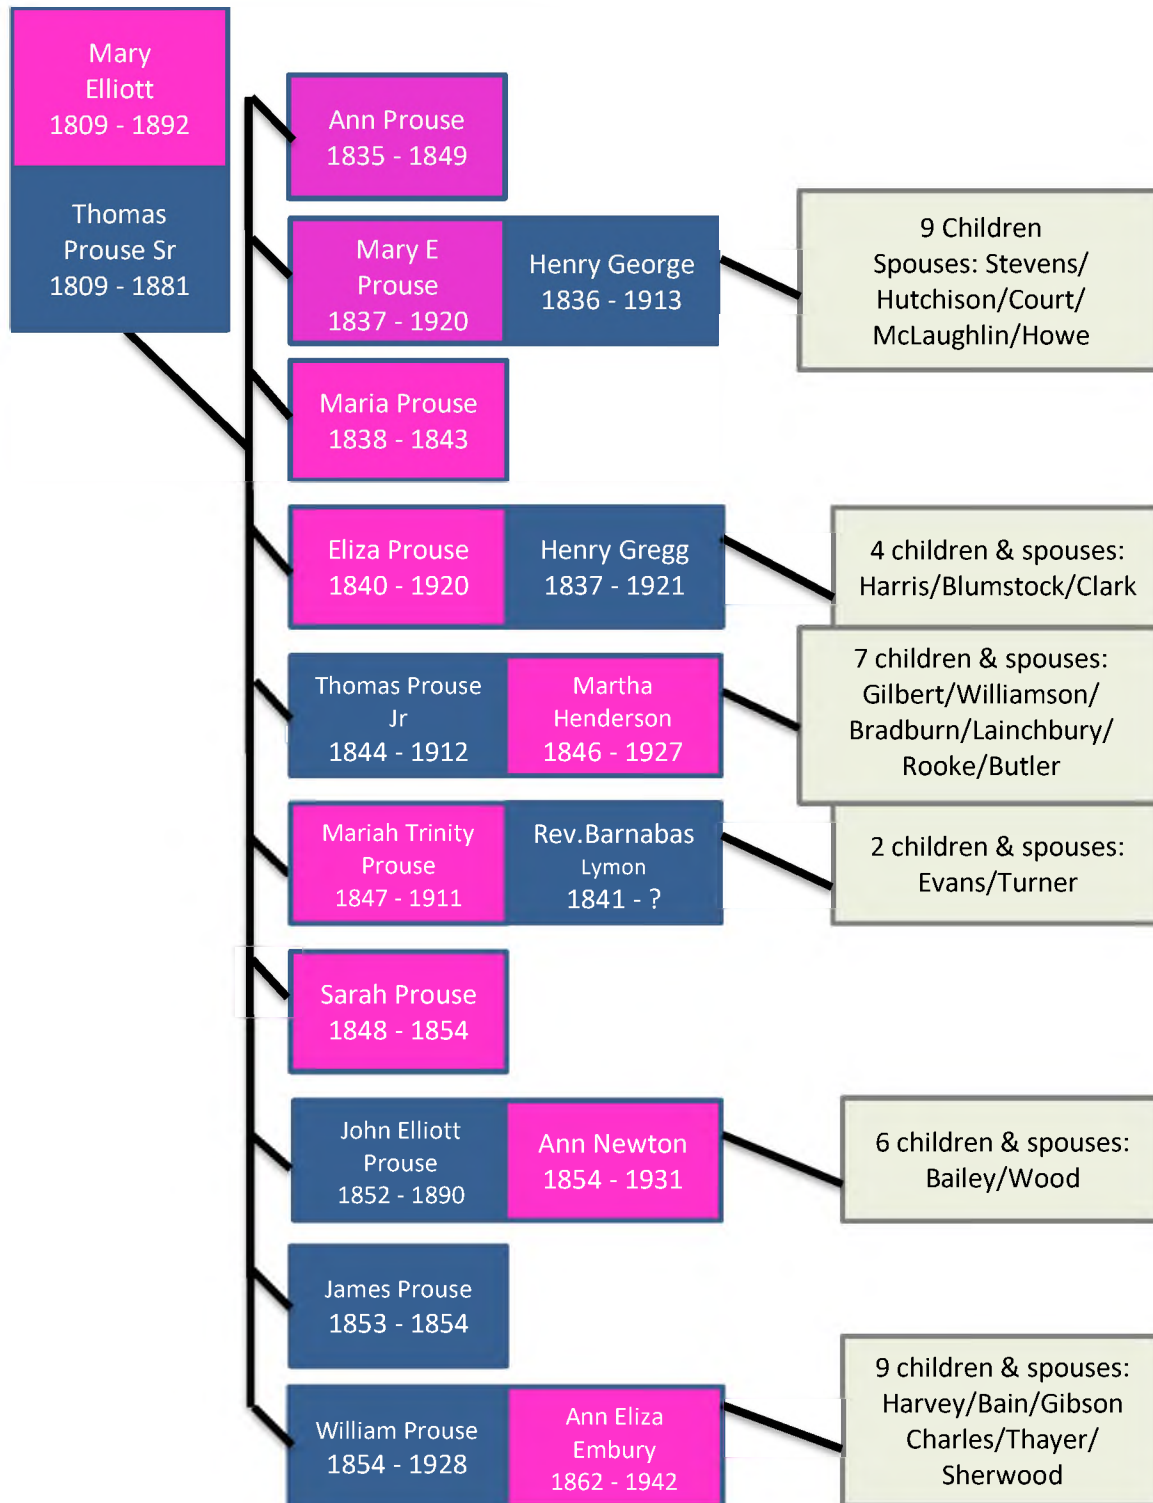 Mary
Elliott
1809 - 1892
Thomas
Prouse Sr
1809 - 1881
Ann Prouse
1835 - 1849
Mary E
Prouse
1837 - 1920
Henry George
1836 - 1913
9 Children
Spouses: Stevens/
Hutchison/Court/
McLaughlin/Howe
Maria Prouse
1838 - 1843
Eliza Prouse
1840 - 1920
Henry Gregg
1837 - 1921
4 children & spouses:
Harris/Blumstock/Clark
Thomas Prouse
Jr
1844 - 1912
Martha
Henderson
1846 - 1927
7 children & spouses:
Gilbert/Williamson/
Bradburn/Lainchbury/
Rooke/Butler
Mariah Trinity
Prouse
1847 - 1911
Rev.Barnabas
Lymon
1841 - ?
2 children & spouses:
Evans/Turner
Sarah Prouse
1848 - 1854
John Elliott
Prouse
1852 - 1890
Ann Newton
1854 - 1931
6 children & spouses:
Bailey/Wood
James Prouse
1853 - 1854
William Prouse
1854 - 1928
Ann Eliza
Embury
1862 - 1942
9 children & spouses:
Harvey/Bain/Gibson
Charles/Thayer/
Sherwood